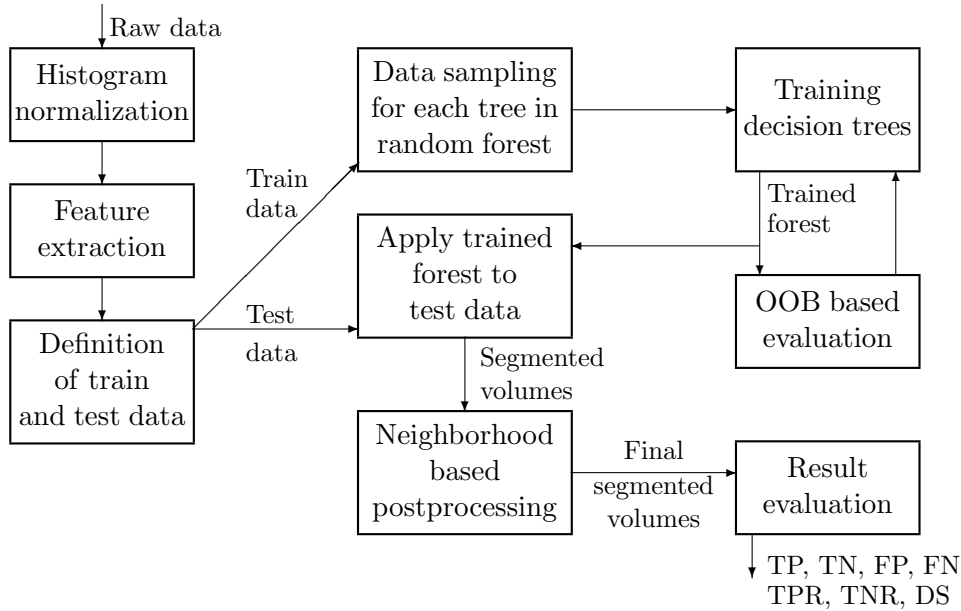 Raw data
Histogram
normalization
Feature
extraction
Definition
of train
and test data
Train
data
Test
data
Data sampling
for each tree in
random forest
Training
decision trees
Trained
forest
OOB based
evaluation
Apply trained
forest to
test data
Segmented
volumes
Neighborhood
based
postprocessing
Final
segmented
volumes
Result
evaluation
TP, TN, FP, FN
TPR, TNR, DS